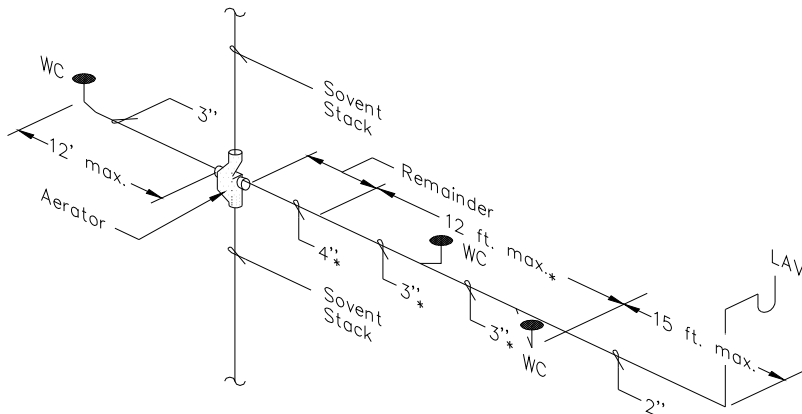 WC
3''
12' max.
Aerator
Sovent
Stack
Sovent
Stack
Remainder
12 ft. max.*
4''*
3''*
WC
3''*
WC
LAV
15 ft. max.
2''